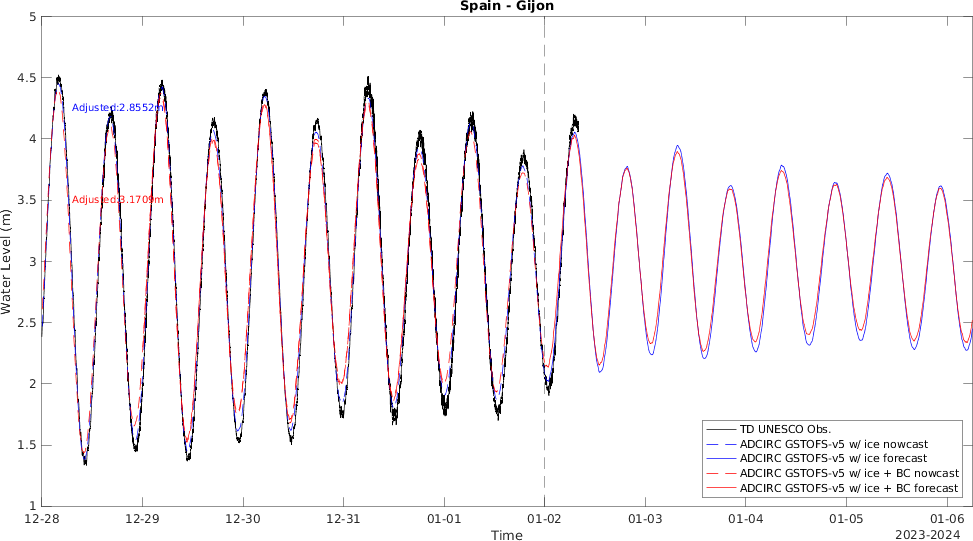 Spain - Gijon
5
4.5
4
3.5
3
2.5
2
1.5
1
Water Level (m)
Adjusted:2.8552m
Adjusted:3.1709m
TD UNESCO Obs.
ADCIRC GSTOFS-v5 w/ ice nowcast
ADCIRC GSTOFS-v5 w/ ice forecast
ADCIRC GSTOFS-v5 w/ ice + BC nowcast
ADCIRC GSTOFS-v5 w/ ice + BC forecast
12-28 12-29 12-30 12-31 01-01 01-02 01-03 01-04 01-05 01-06
Time
2023-2024